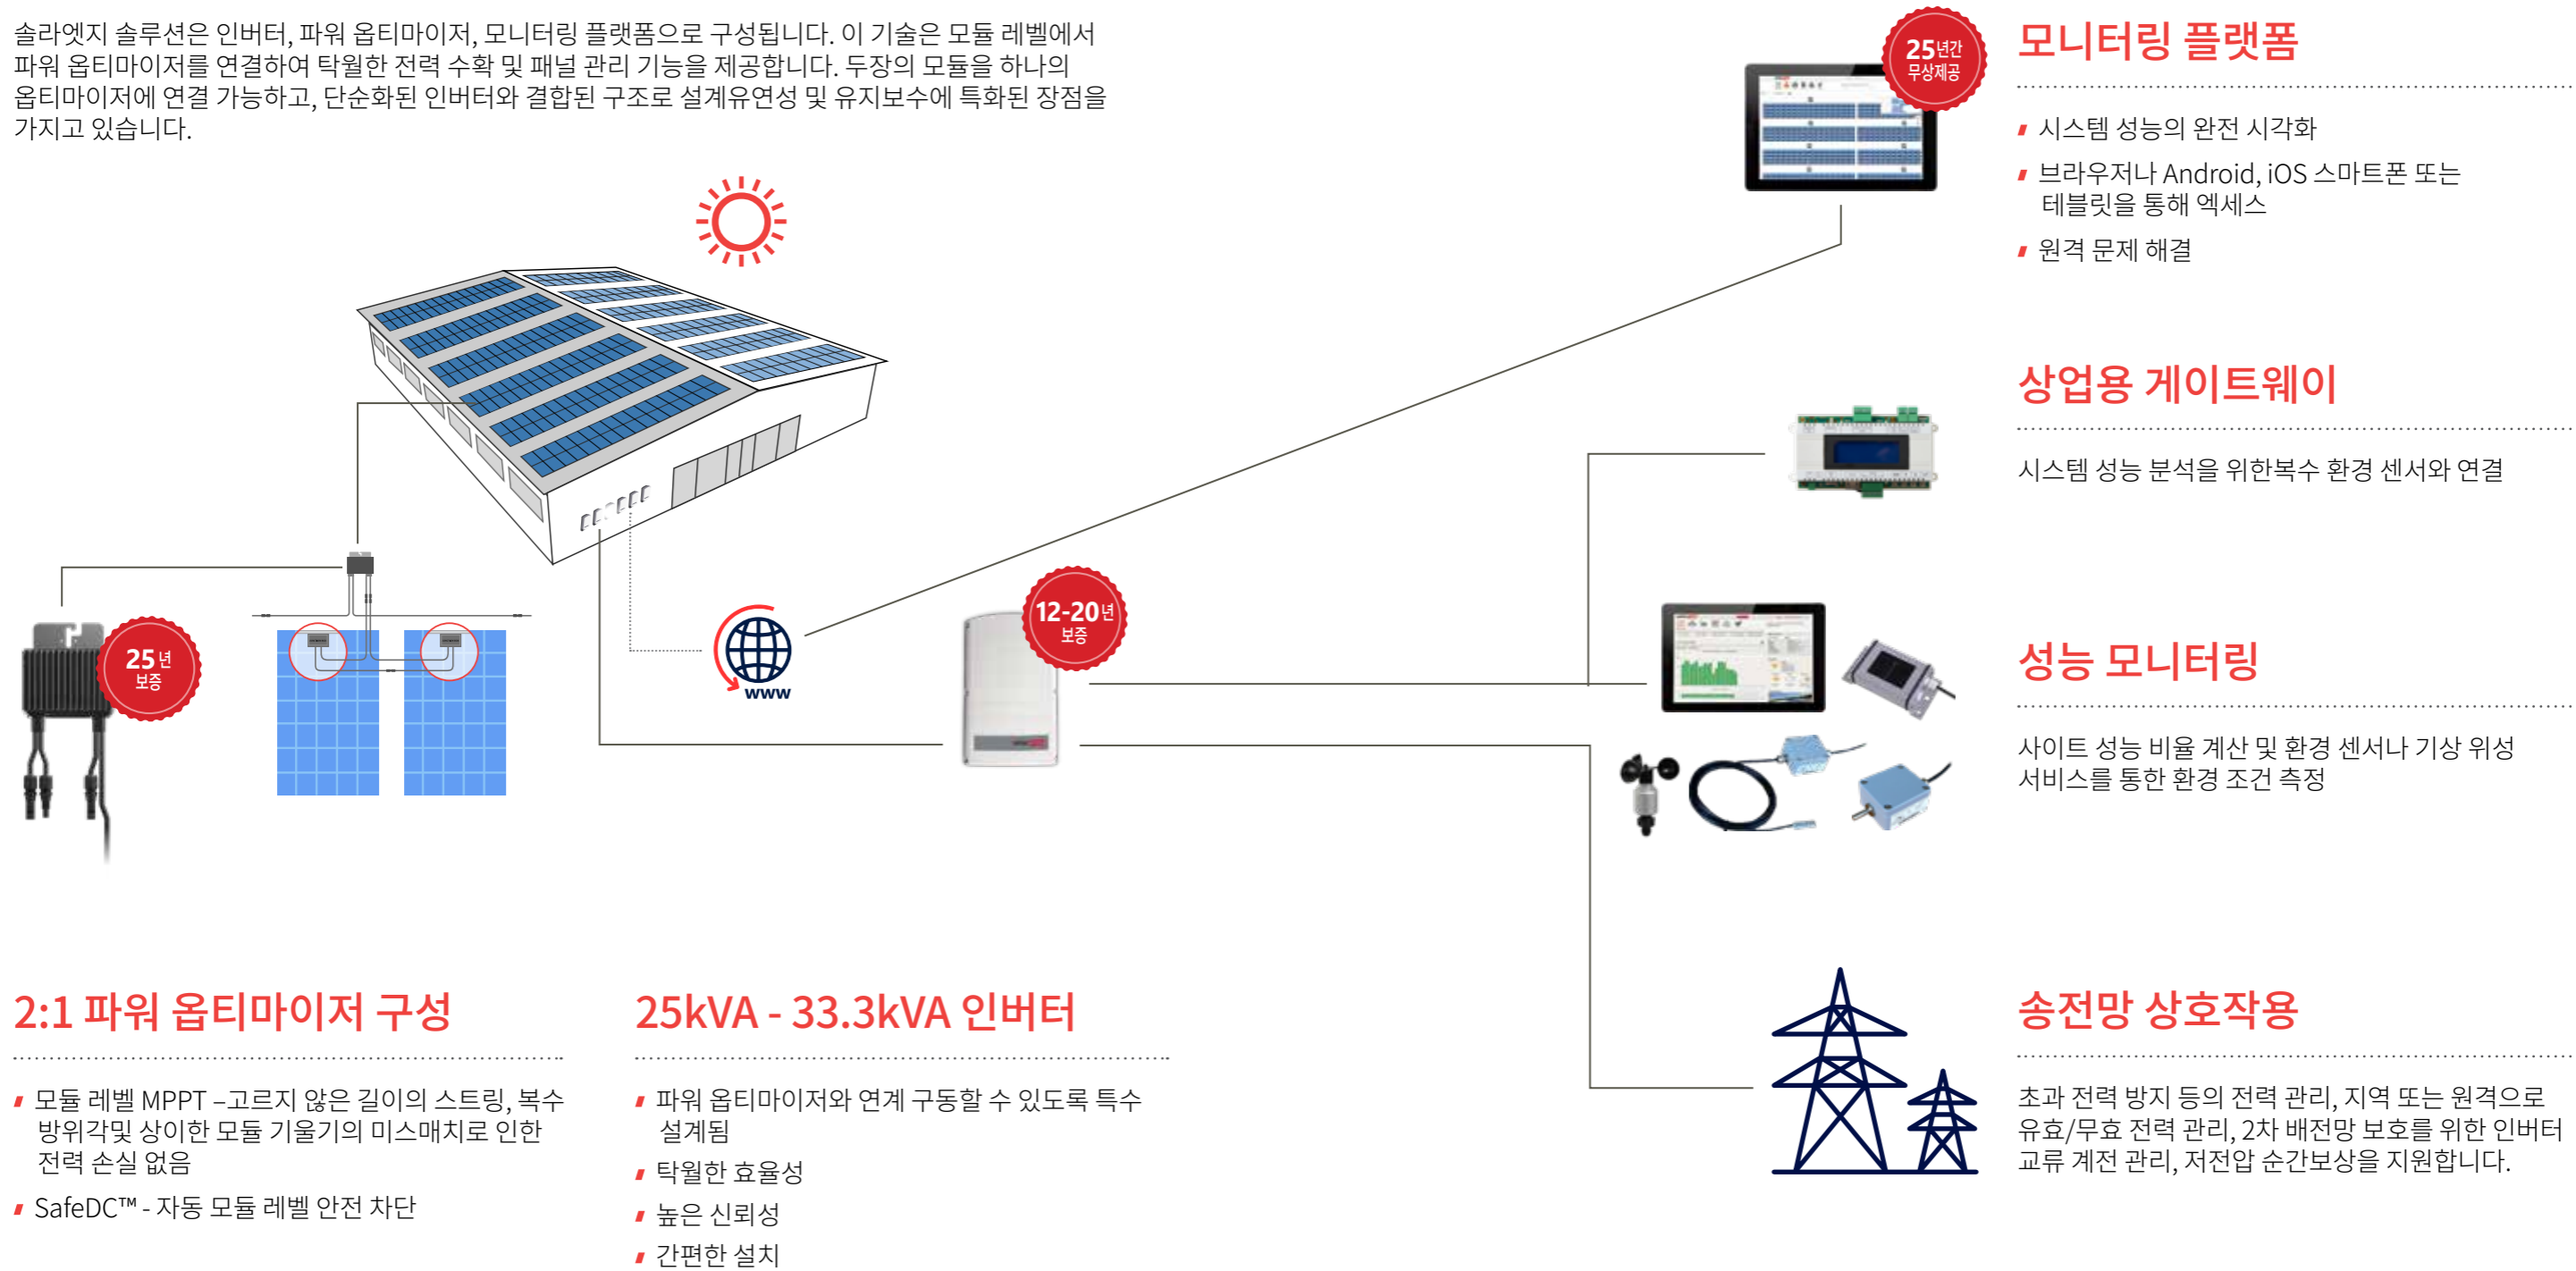 솔라엣지 솔루션은 인버터, 파워 옵티마이저, 모니터링 플랫폼으로 구성됩니다. 이 기술은 모듈 레벨에서
파워 옵티마이저를 연결하여 탁월한 전력 수확 및 패널 관리 기능을 제공합니다. 두장의 모듈을 하나의
옵티마이저에 연결 가능하고, 단순화된 인버터와 결합된 구조로 설계유연성 및 유지보수에 특화된 장점을
가지고 있습니다.
25년간
무상제공
모니터링 플랫폼
시스템 성능의 완전 시각화
브라우저나 Android, iOS 스마트폰 또는
테블릿을 통해 엑세스
원격 문제 해결
상업용 게이트웨이
시스템 성능 분석을 위한복수 환경 센서와 연결
25년
보증
www
12-20년
보증
성능 모니터링
사이트 성능 비율 계산 및 환경 센서나 기상 위성
서비스를 통한 환경 조건 측정
2:1 파워 옵티마이저 구성
모듈 레벨 MPPT –고르지 않은 길이의 스트링, 복수
방위각및 상이한 모듈 기울기의 미스매치로 인한
전력 손실 없음
SafeDC™ - 자동 모듈 레벨 안전 차단
25kVA - 33.3kVA 인버터
파워 옵티마이저와 연계 구동할 수 있도록 특수
설계됨
탁월한 효율성
높은 신뢰성
간편한 설치
송전망 상호작용
초과 전력 방지 등의 전력 관리, 지역 또는 원격으로
유효/무효 전력 관리, 2차 배전망 보호를 위한 인버터
교류 계전 관리, 저전압 순간보상을 지원합니다.